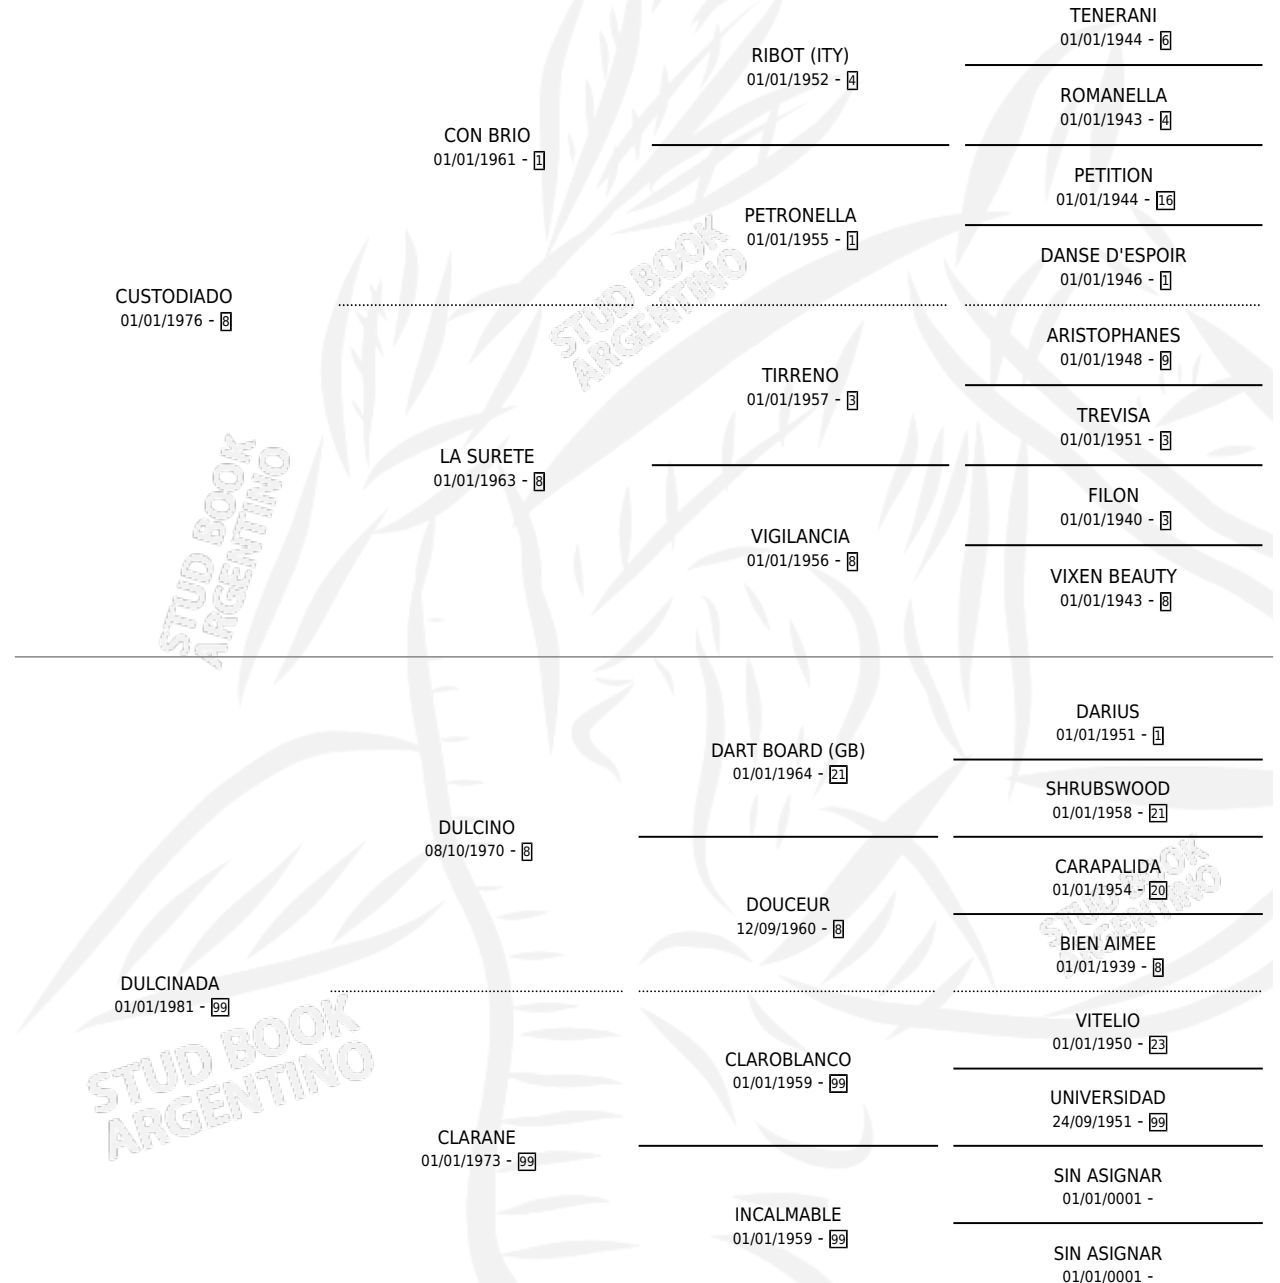 TENERANI
01/01/1944 - 6
RIBOT (ITY)
01/01/1952 - 4
ROMANELLA
01/01/1943 - 4
CON BRIO
01/01/1961 - 1
PETITION
01/01/1944 - 16
PETRONELLA
01/01/1955 - 1
DANSE D'ESPOIR
01/01/1946 - 1
CUSTODIADO
01/01/1976 - 8
ARISTOPHANES
01/01/1948 - 9
TIRRENO
01/01/1957 - 3
TREVISA
01/01/1951 - 3
LA SURETE
01/01/1963 - 8
FILON
01/01/1940 - 3
VIGILANCIA
01/01/1956 - 8
VIXEN BEAUTY
01/01/1943 - 8
STUD BOOK
ARGENTINO
STUD BOOK
ARGENTINO
DARIUS
01/01/1951 - 1
DART BOARD (GB)
01/01/1964 - 21
SHRUBSWOOD
01/01/1958 - 21
DULCINO
08/10/1970 - 8
CARAPALIDA
01/01/1954 - 20
DOUCEUR
12/09/1960 - 8
BIEN AIMEE
01/01/1939 - 8
DULCINADA
01/01/1981 - 99
VITELIO
01/01/1950 - 23
CLAROBLANCO
01/01/1959 - 99
UNIVERSIDAD
24/09/1951 - 99
CLARANE
01/01/1973 - 99
SIN ASIGNAR
01/01/0001 -
INCALMABLE
01/01/1959 - 99
SIN ASIGNAR
01/01/0001 -
STUD BOOK
ARGENTINO
STUD BOOK
ARGENTINO